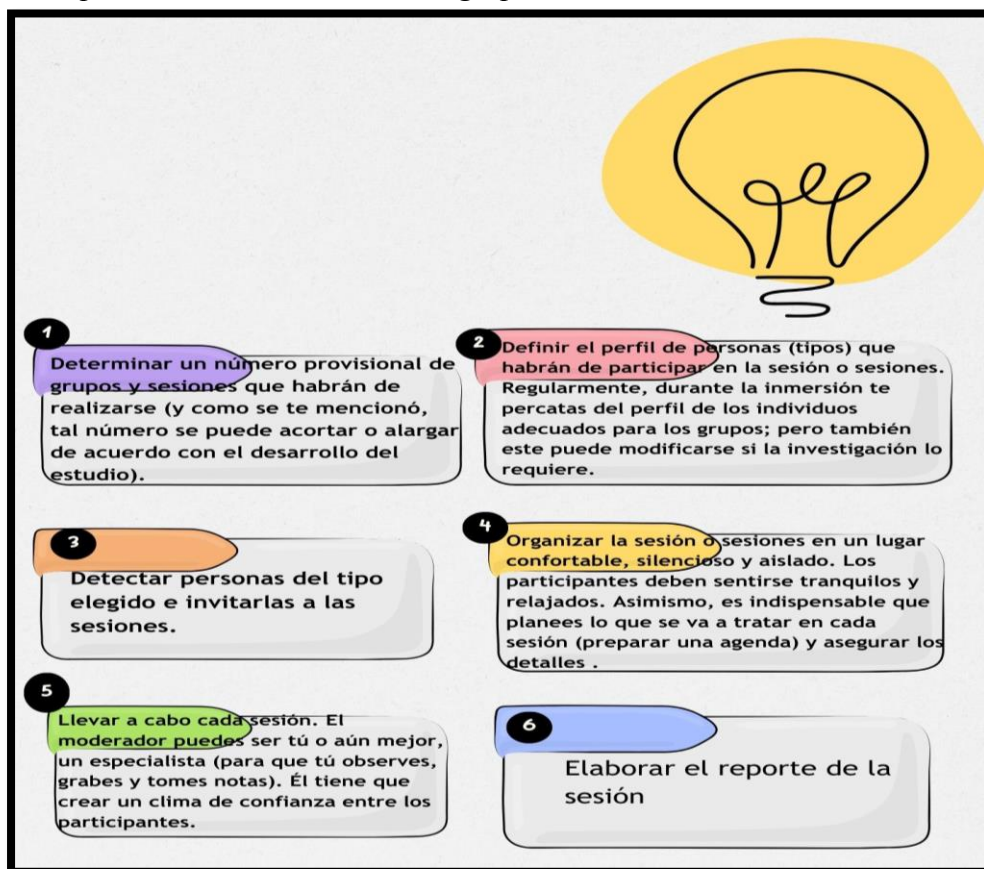 1
Determinar un número provisional de
grupos y sesiones que habrán de
realizarse (y como se te mencionó,
tal número se puede acortar o alargar
de acuerdo con el desarrollo del
estudio).
2
Definir el perfil de personas (tipos) que
habrán de participar en la sesión o sesiones.
Regularmente, durante la inmersión te
percatas del perfil de los individuos
adecuados para los grupos; pero también
este puede modificarse si la investigación lo
requiere.
3
Detectar personas del tipo
elegido e invitarlas a las
sesiones.
4
Organizar la sesión o sesiones en un lugar
confortable, silencioso y aislado. Los
participantes deben sentirse tranquilos y
relajados. Asimismo, es indispensable que
planees lo que se va a tratar en cada
sesión (preparar una agenda) y asegurar los
detalles .
5
Llevar a cabo cada sesión. El
moderador puedes ser tú o aún mejor,
un especialista (para que tú observes,
grabes y tomes notas). Él tiene que
crear un clima de confianza entre los
participantes.
6
Elaborar el reporte de la
sesión